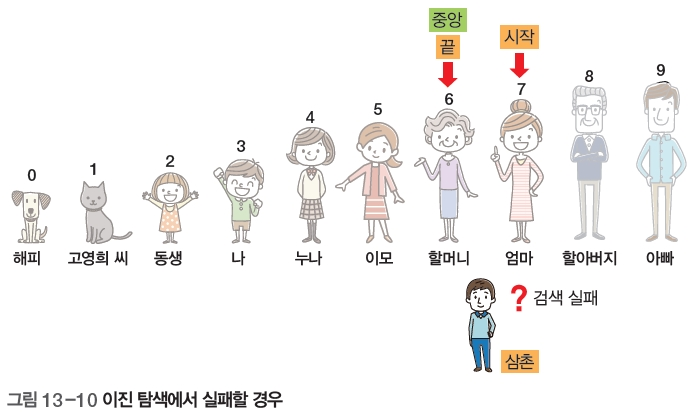 중앙
끝
시작
0
1
2
3
4
5
6
7
8
9
해피
고영희 씨
동생
나
누나
이모
할머니
엄마
할아버지
아빠
? 검색 실패
삼촌
그림 13-10 이진 탐색에서 실패할 경우